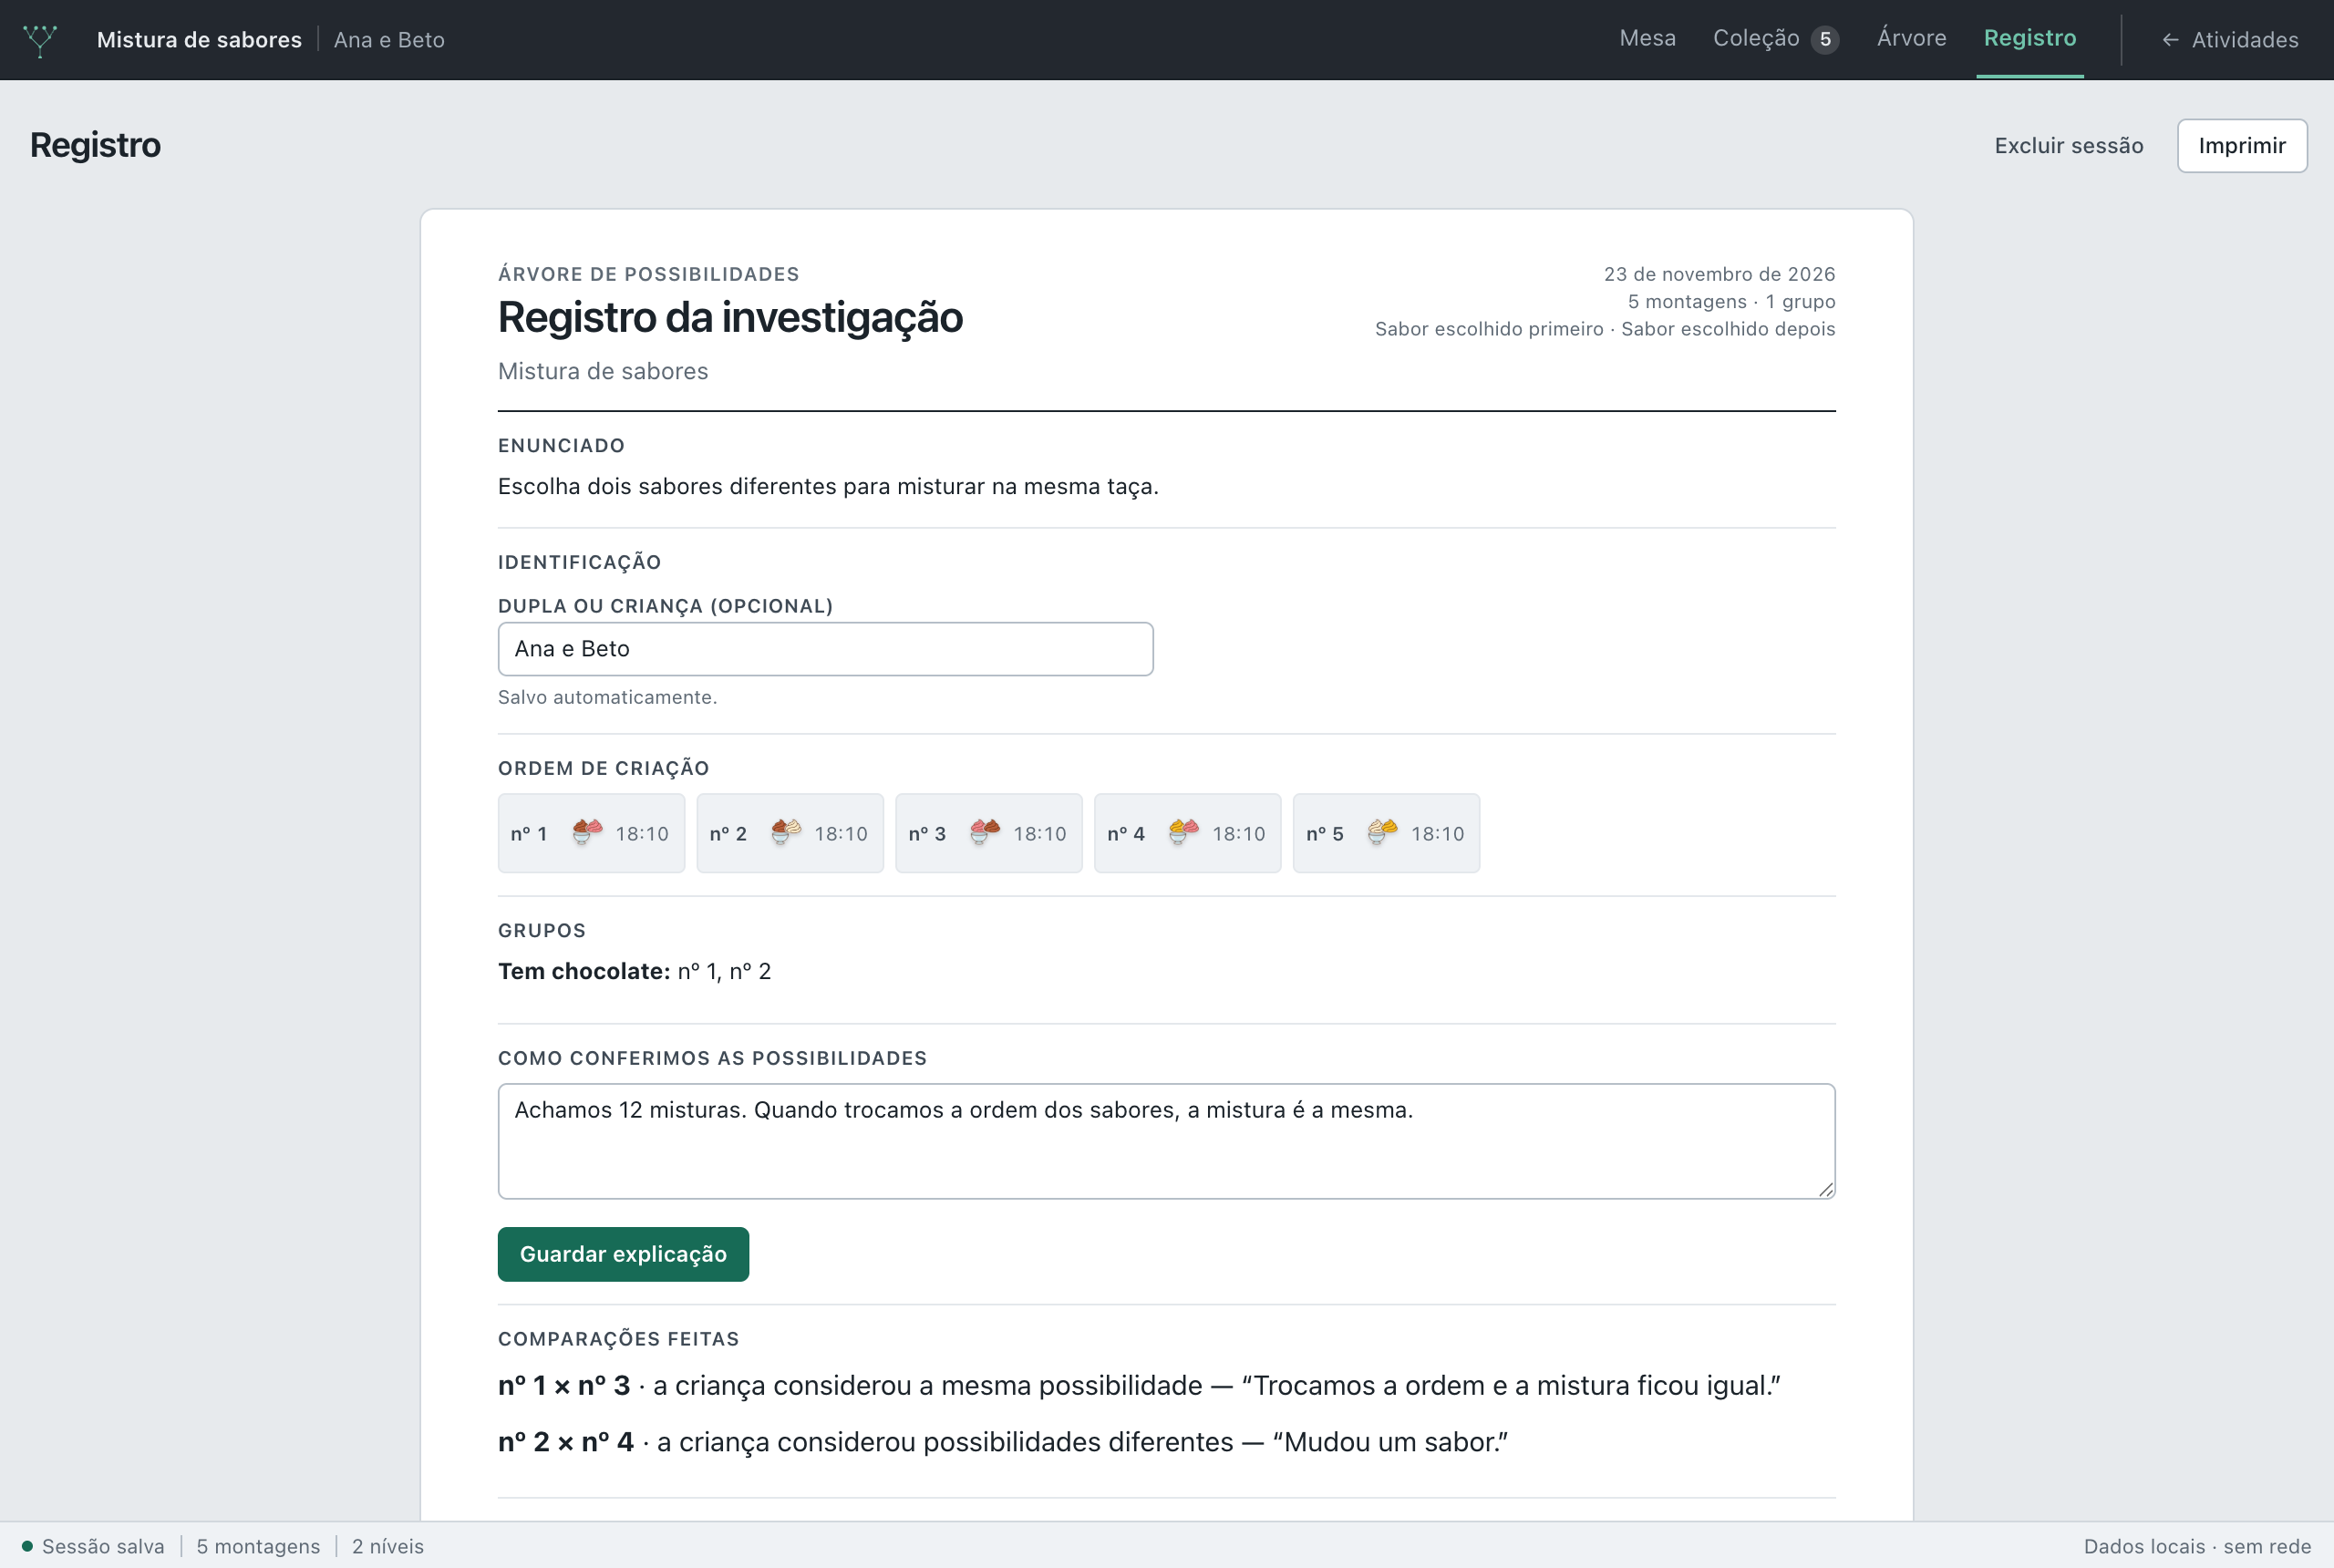 Mistura de sabores
Ana e Beto
Mesa
Coleção 5
Árvore
Registro
← Atividades
Registro
Excluir sessão
Imprimir
ÁRVORE DE POSSIBILIDADES
Registro da investigação
Mistura de sabores
23 de novembro de 2026
5 montagens · 1 grupo
Sabor escolhido primeiro · Sabor escolhido depois
ENUNCIADO
Escolha dois sabores diferentes para misturar na mesma taça.
IDENTIFICAÇÃO
DUPLA OU CRIANÇA (OPCIONAL)
Ana e Beto
Salvo automaticamente.
ORDEM DE CRIAÇÃO
nº 1 18:10
nº 2 18:10
nº 3 18:10
nº 4 18:10
nº 5 18:10
GRUPOS
Tem chocolate: nº 1, nº 2
COMO CONFERIMOS AS POSSIBILIDADES
Achamos 12 misturas. Quando trocamos a ordem dos sabores, a mistura é a mesma.
Guardar explicação
COMPARAÇÕES FEITAS
nº 1 × nº 3 · a criança considerou a mesma possibilidade — “Trocamos a ordem e a mistura ficou igual.”
nº 2 × nº 4 · a criança considerou possibilidades diferentes — “Mudou um sabor.”
Sessão salva
5 montagens
2 níveis
Dados locais · sem rede